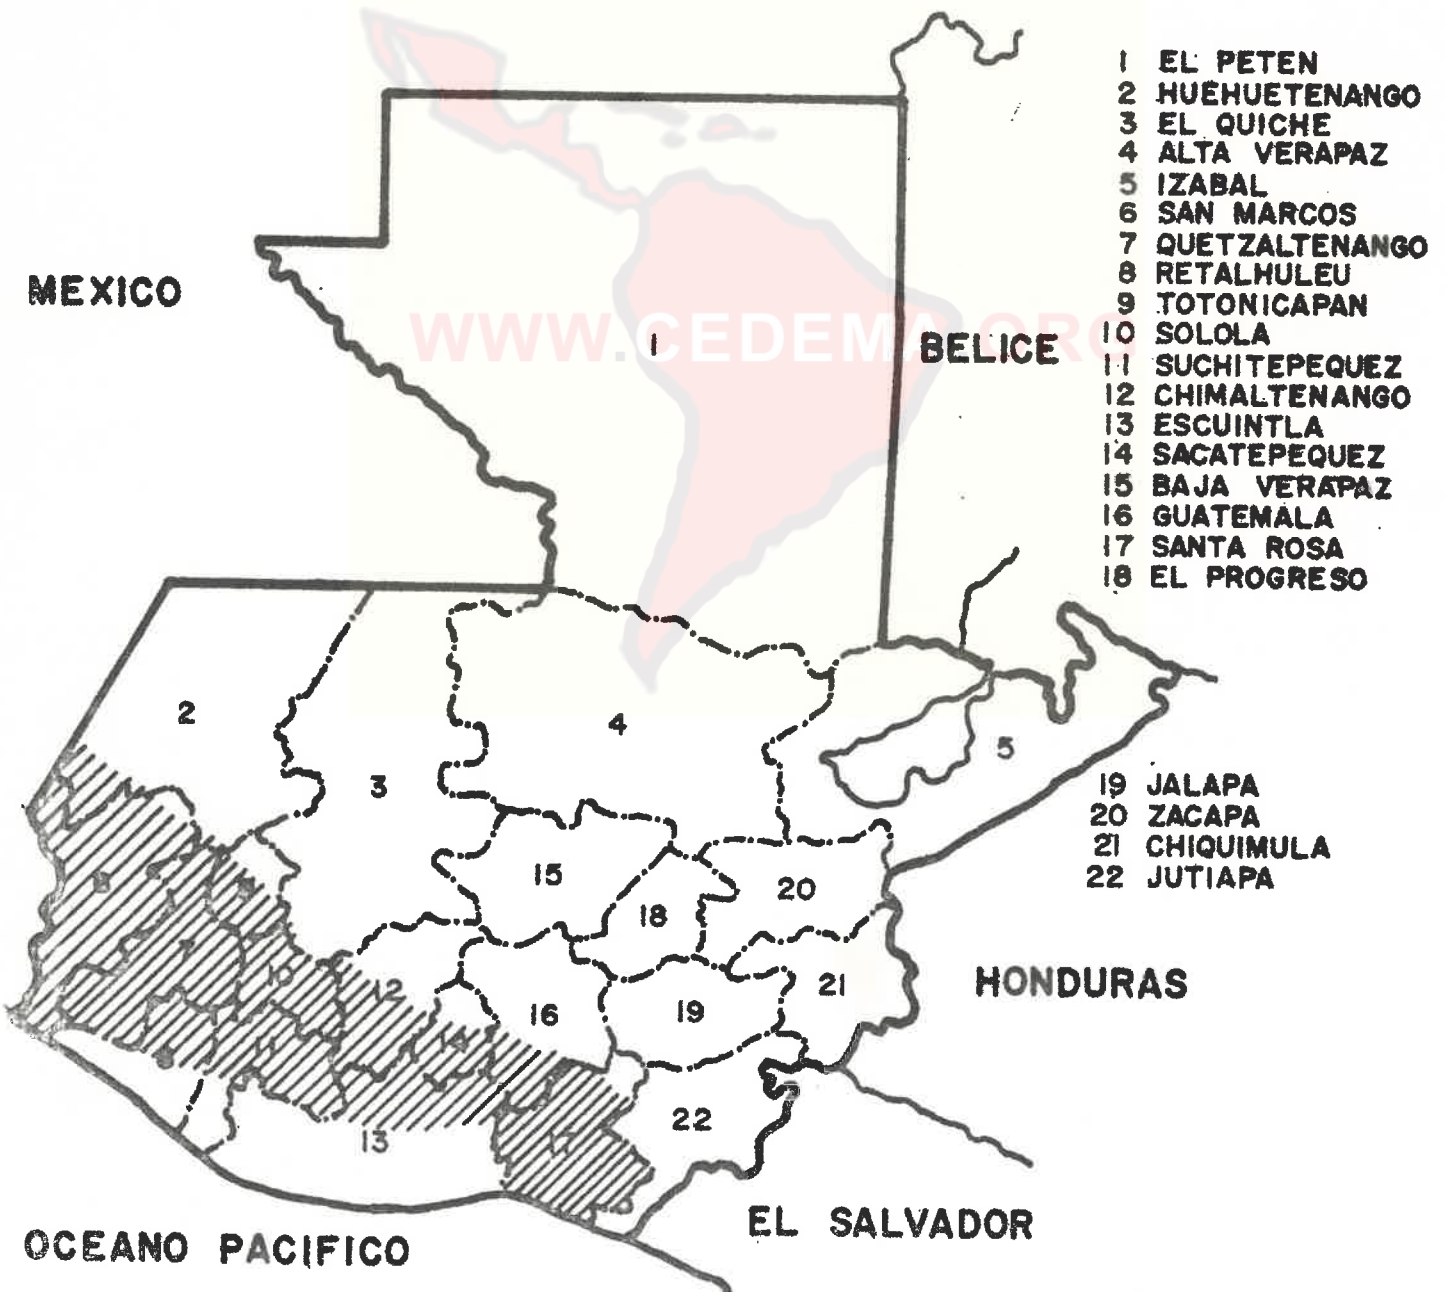 1 EL PETEN
2 HUEHUETENANGO
3 EL QUICHE
4 ALTA VERAPAZ
5 IZABAL
6 SAN MARCOS
7 QUETZALTENANGO
8 RETALHULEU
9 TOTONICAPAN
10 SOLOLA
11 SUCHITEPEQUEZ
12 CHIMALTENANGO
13 ESCUINTLA
14 SACATEPEQUEZ
15 BAJA VERAPAZ
16 GUATEMALA
17 SANTA ROSA
18 EL PROGRESO
MEXICO
WWW.CEDEMA.ORG
1
BELICE
2
4
5
3
19 JALAPA
20 ZACAPA
21 CHIQUIMULA
22 JUTIAPA
15
20
18
7
10
12
16
19
21
HONDURAS
11
14
22
13
17
EL SALVADOR
OCEANO PACIFICO